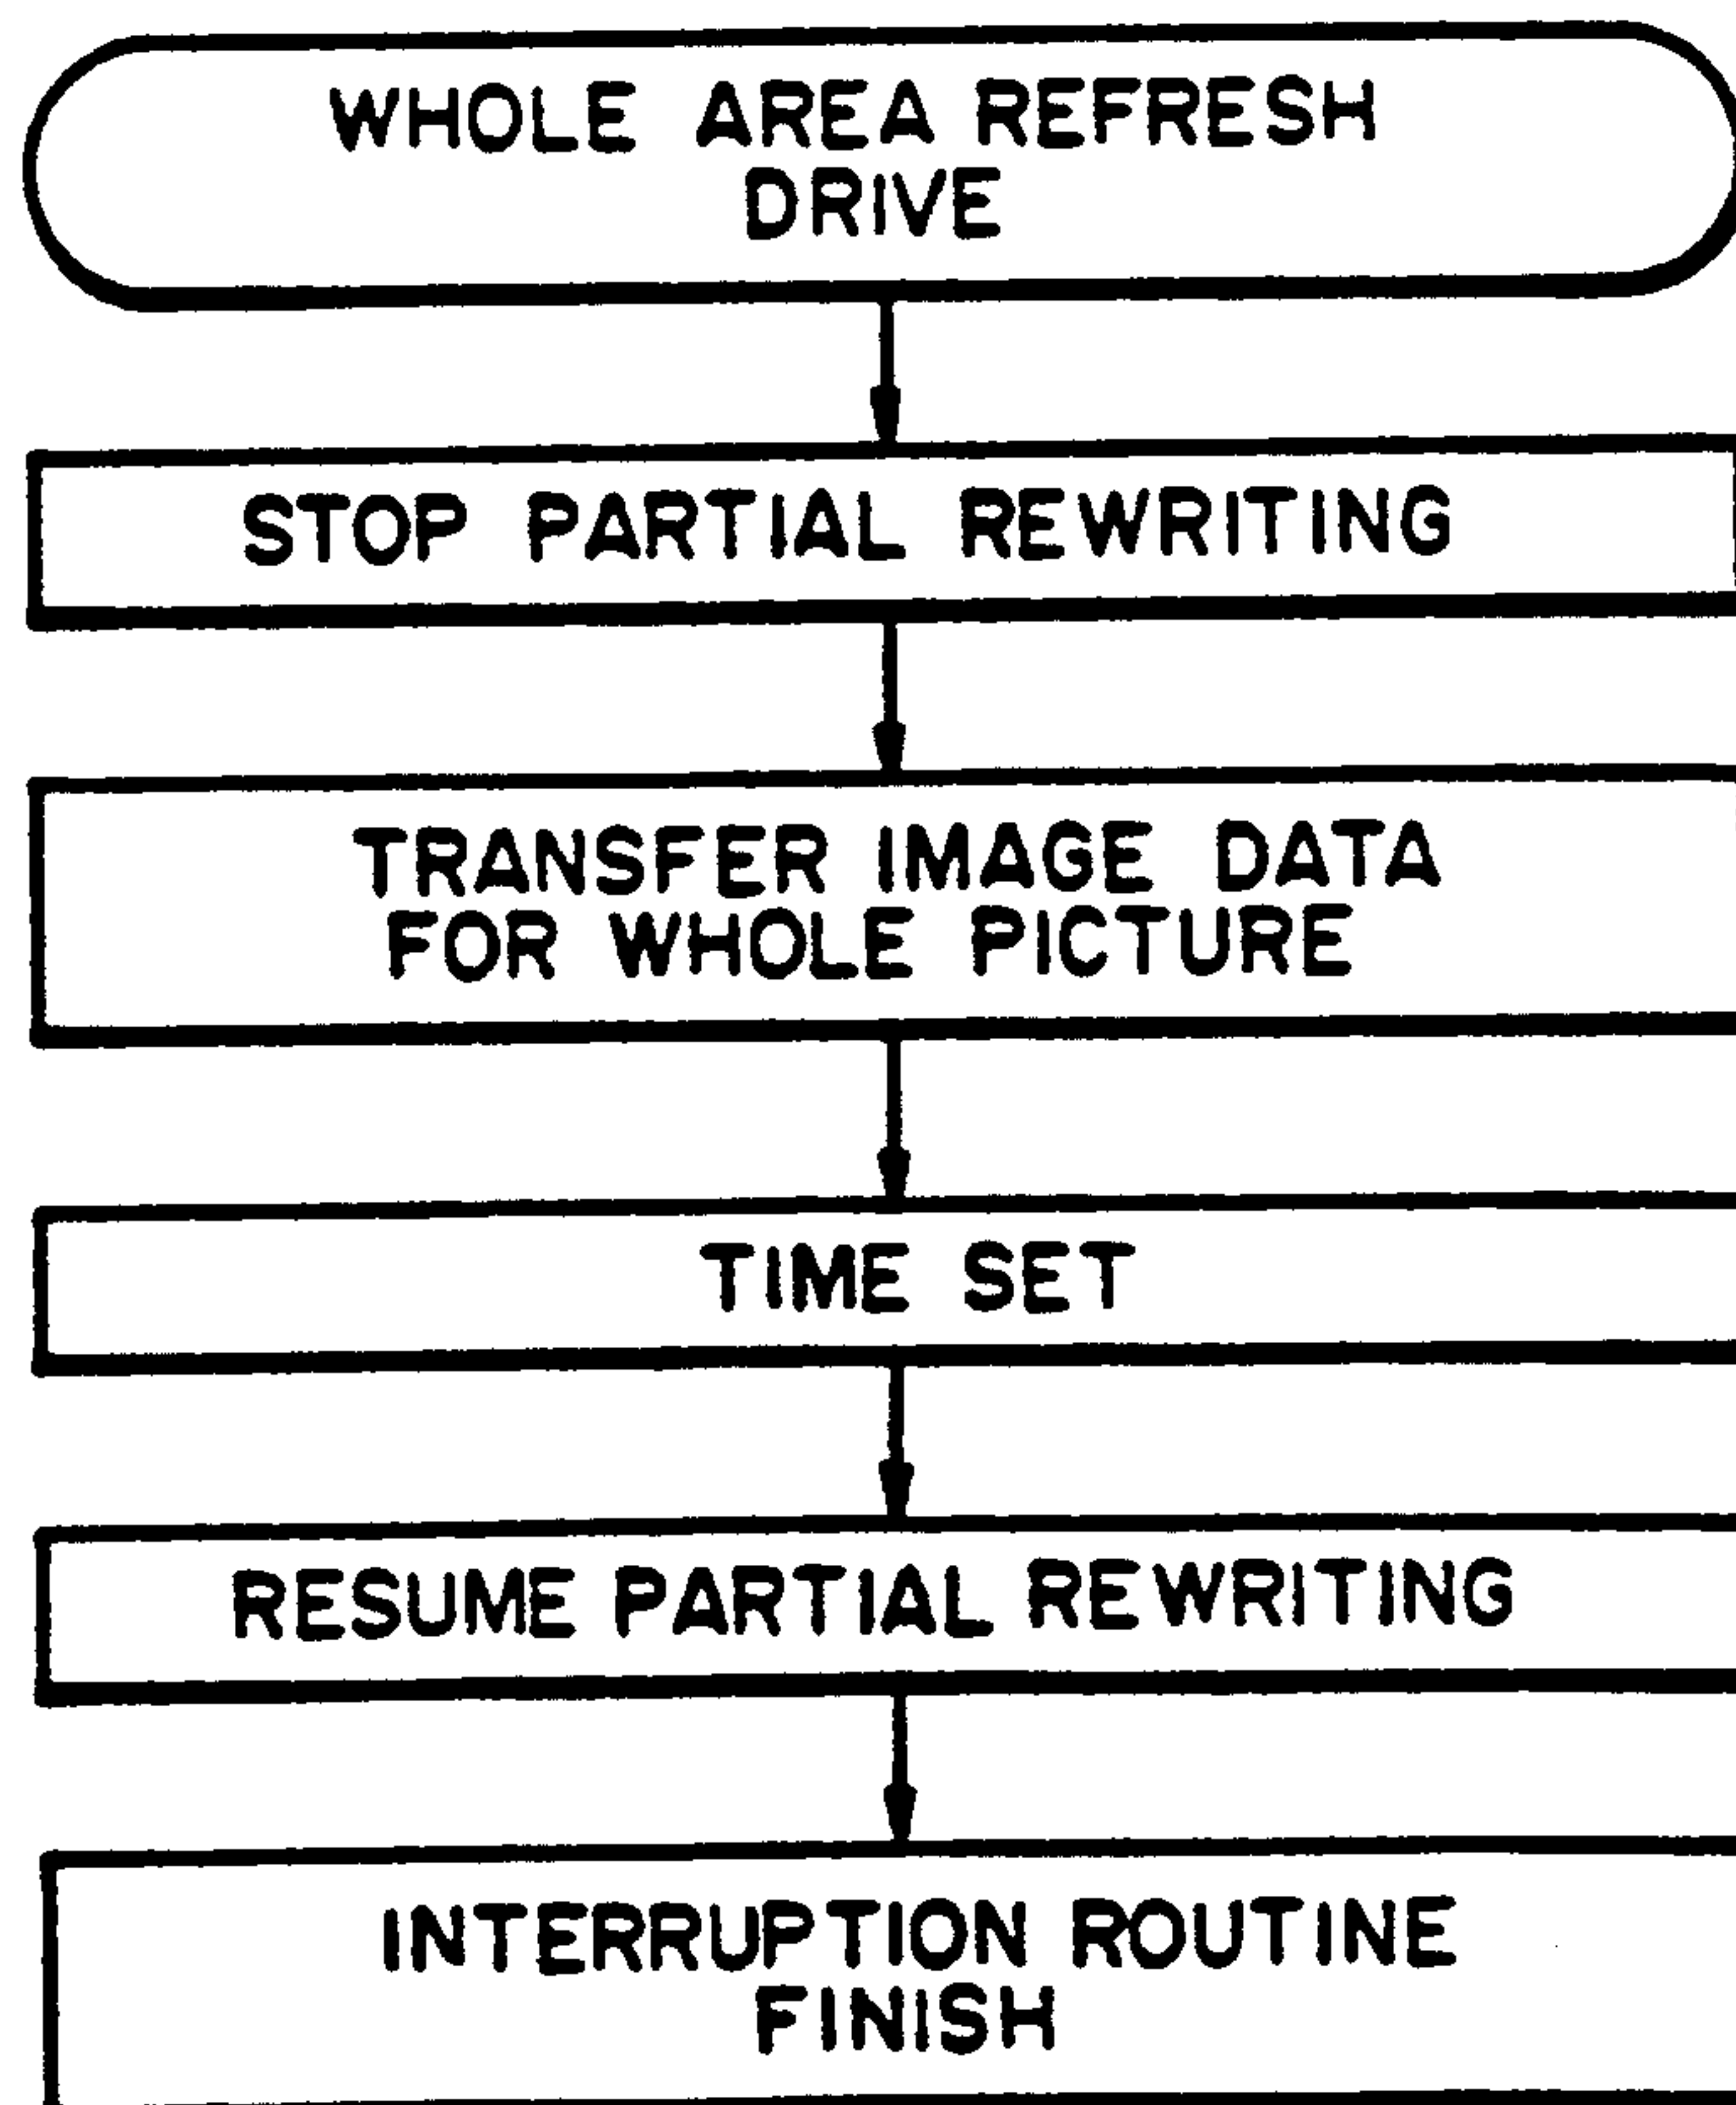 WHOLE AREA REFRESH
DRIVE
STOP PARTIAL REWRITING
TRANSFER IMAGE DATA
FOR WHOLE PICTURE
TIME SET
RESUME PARTIAL REWRITING
INTERRUPTION ROUTINE
FINISH